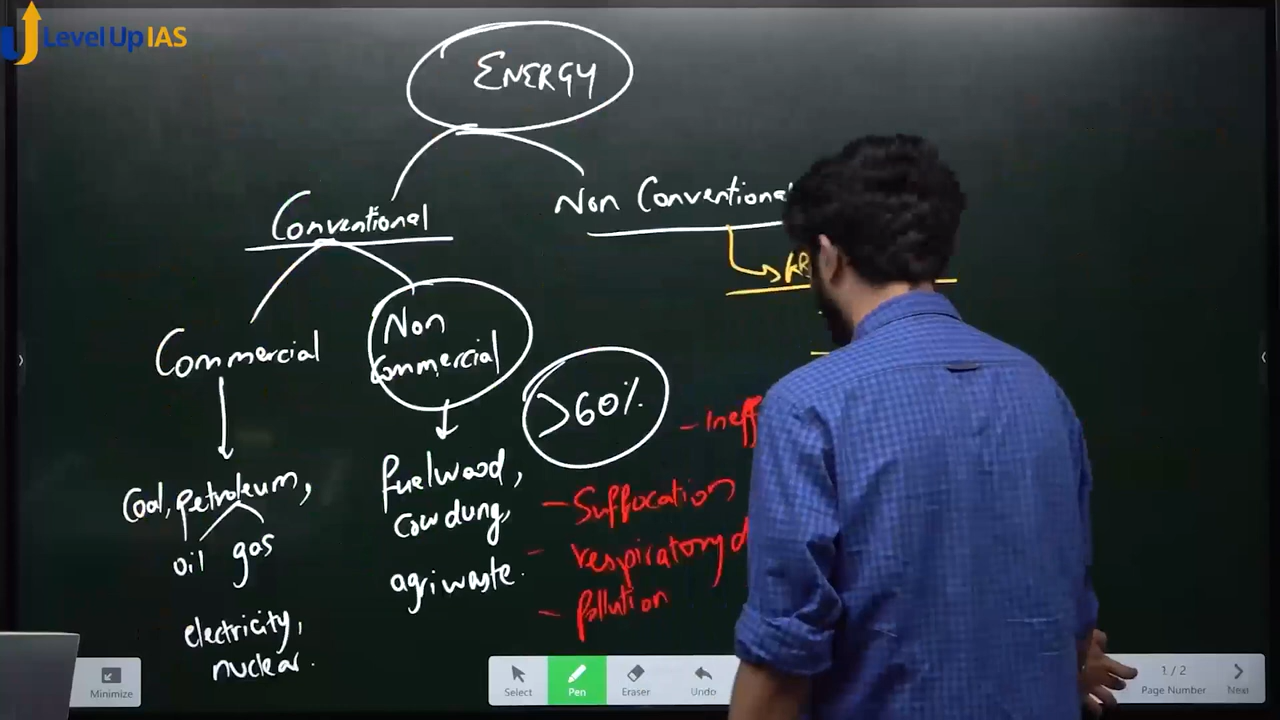 Level Up IAS
ENERGY
Conventional
Non Conventional
Commercial
Non
Commercial
>60%
Coal, petroleum,
oil gas
electricity,
nuclear.
fuelwood,
cowdung,
agriwaste.
- Suffocation
- respiratory
- Pollution
Minimize
Select
Pen
Eraser
Undo
1 / 2
Page Number
Next